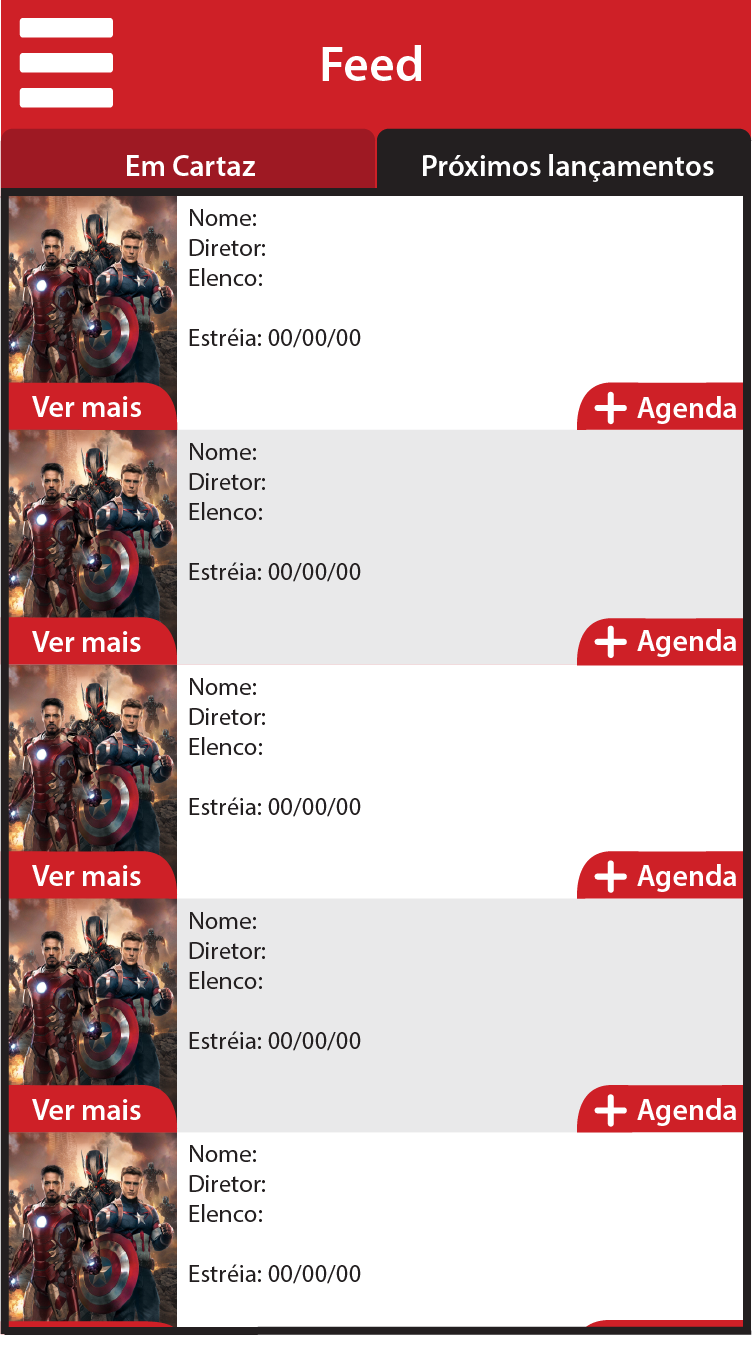 Feed
Em Cartaz
Próximos lançamentos
Nome:
Diretor:
Elenco:
Estréia: 00/00/00
Ver mais
+ Agenda
Nome:
Diretor:
Elenco:
Estréia: 00/00/00
Ver mais
+ Agenda
Nome:
Diretor:
Elenco:
Estréia: 00/00/00
Ver mais
+ Agenda
Nome:
Diretor:
Elenco:
Estréia: 00/00/00
Ver mais
+ Agenda
Nome:
Diretor:
Elenco:
Estréia: 00/00/00